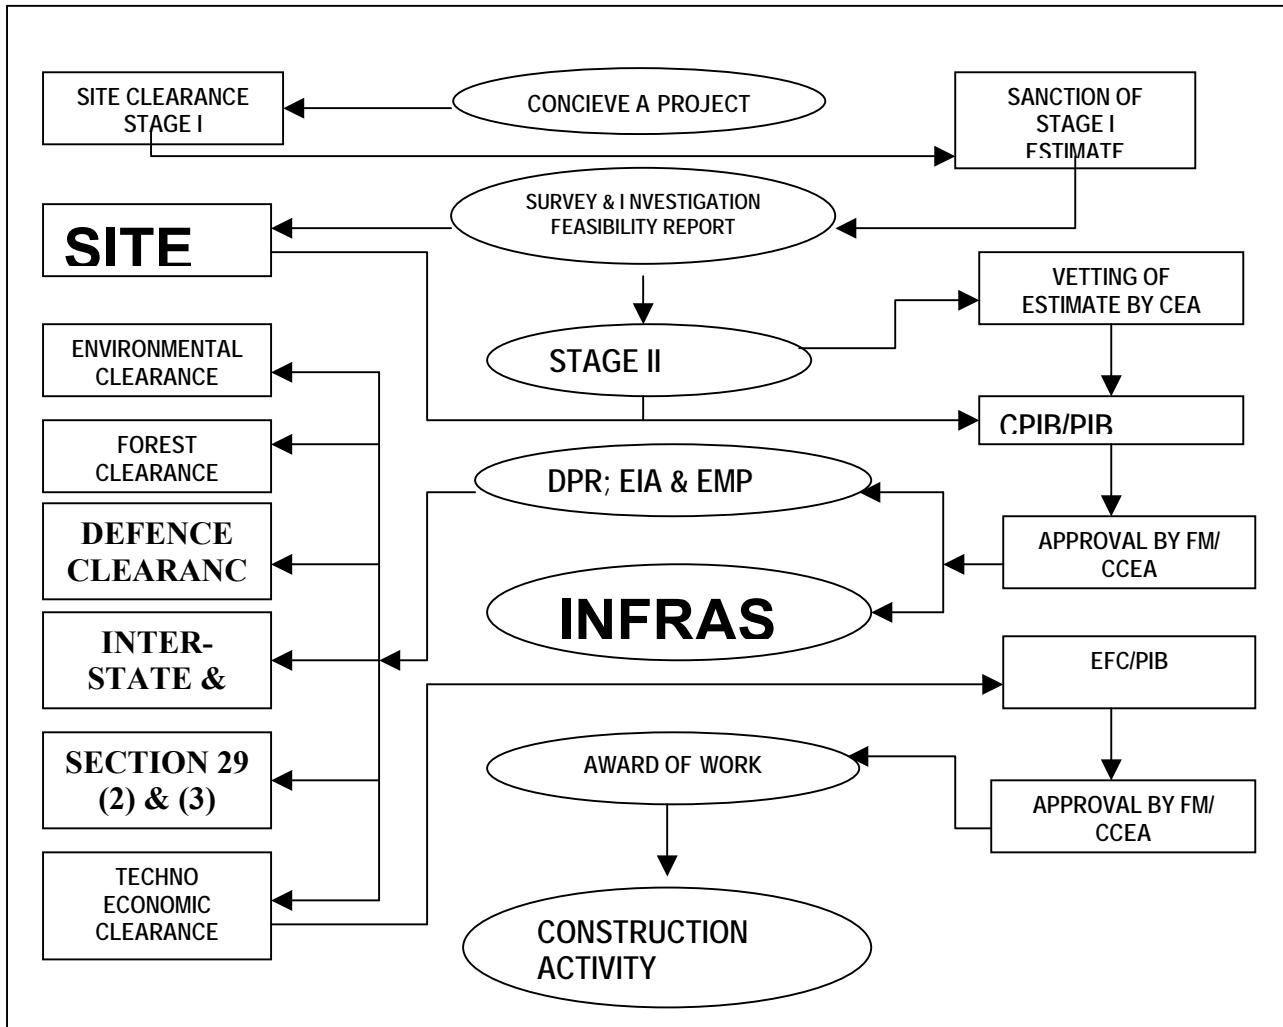 SITE CLEARANCE
STAGE I
CONCIEVE A PROJECT
SANCTION OF
STAGE I
ESTIMATE
SURVEY & I NVESTIGATION
FEASIBILITY REPORT
SITE
VETTING OF
ESTIMATE BY CEA
STAGE II
ENVIRONMENTAL
CLEARANCE
CPIB/PIB
FOREST
CLEARANCE
DPR; EIA & EMP
DEFENCE
CLEARANC
APPROVAL BY FM/
CCEA
INFRAS
INTER-
STATE &
EFC/PIB
SECTION 29
(2) & (3)
AWARD OF WORK
APPROVAL BY FM/
CCEA
TECHNO
ECONOMIC
CLEARANCE
CONSTRUCTION
ACTIVITY